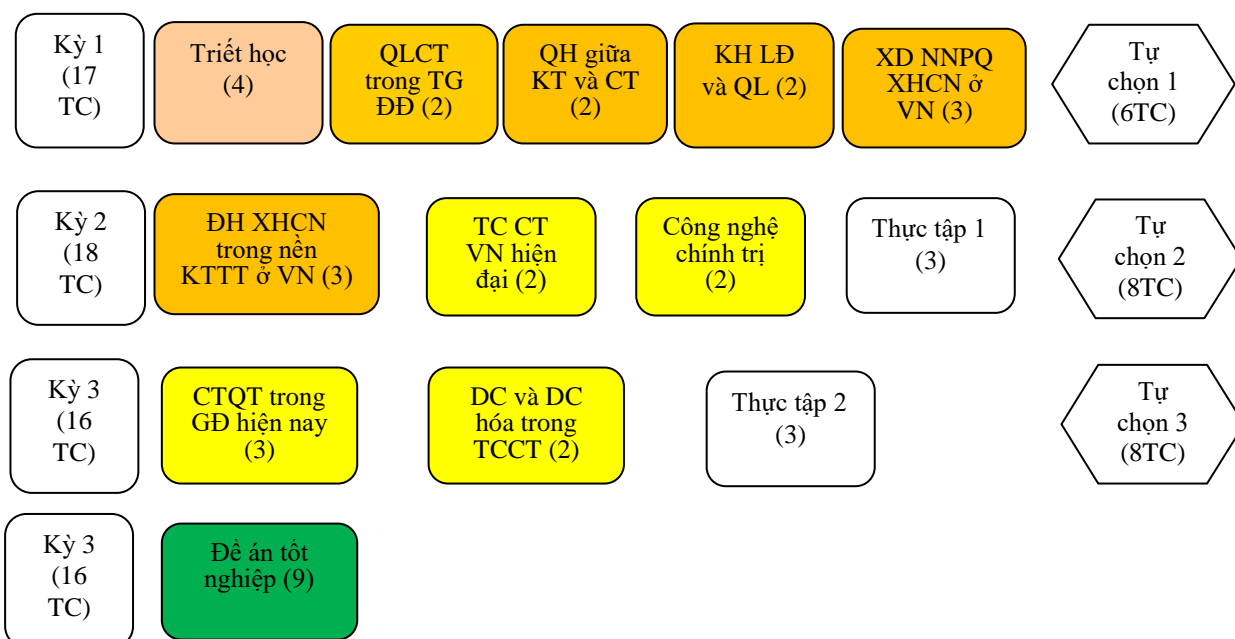 Kỳ 1
(17
TC)
Triết học
(4)
QLCT
trong TG
ĐĐ (2)
QH giữa
KT và CT
(2)
KH LĐ
và QL (2)
XD NNPQ
XHCN ở
VN (3)
Tự
chọn 1
(6TC)
Kỳ 2
(18
TC)
ĐH XHCN
trong nền
KTTT ở VN (3)
TC CT
VN hiện
đại (2)
Công nghệ
chính trị
(2)
Thực tập 1
(3)
Tự
chọn 2
(8TC)
Kỳ 3
(16
TC)
CTQT trong
GĐ hiện nay
(3)
DC và DC
hóa trong
TCCT (2)
Thực tập 2
(3)
Tự
chọn 3
(8TC)
Kỳ 3
(16
TC)
Đề án tốt
nghiệp (9)